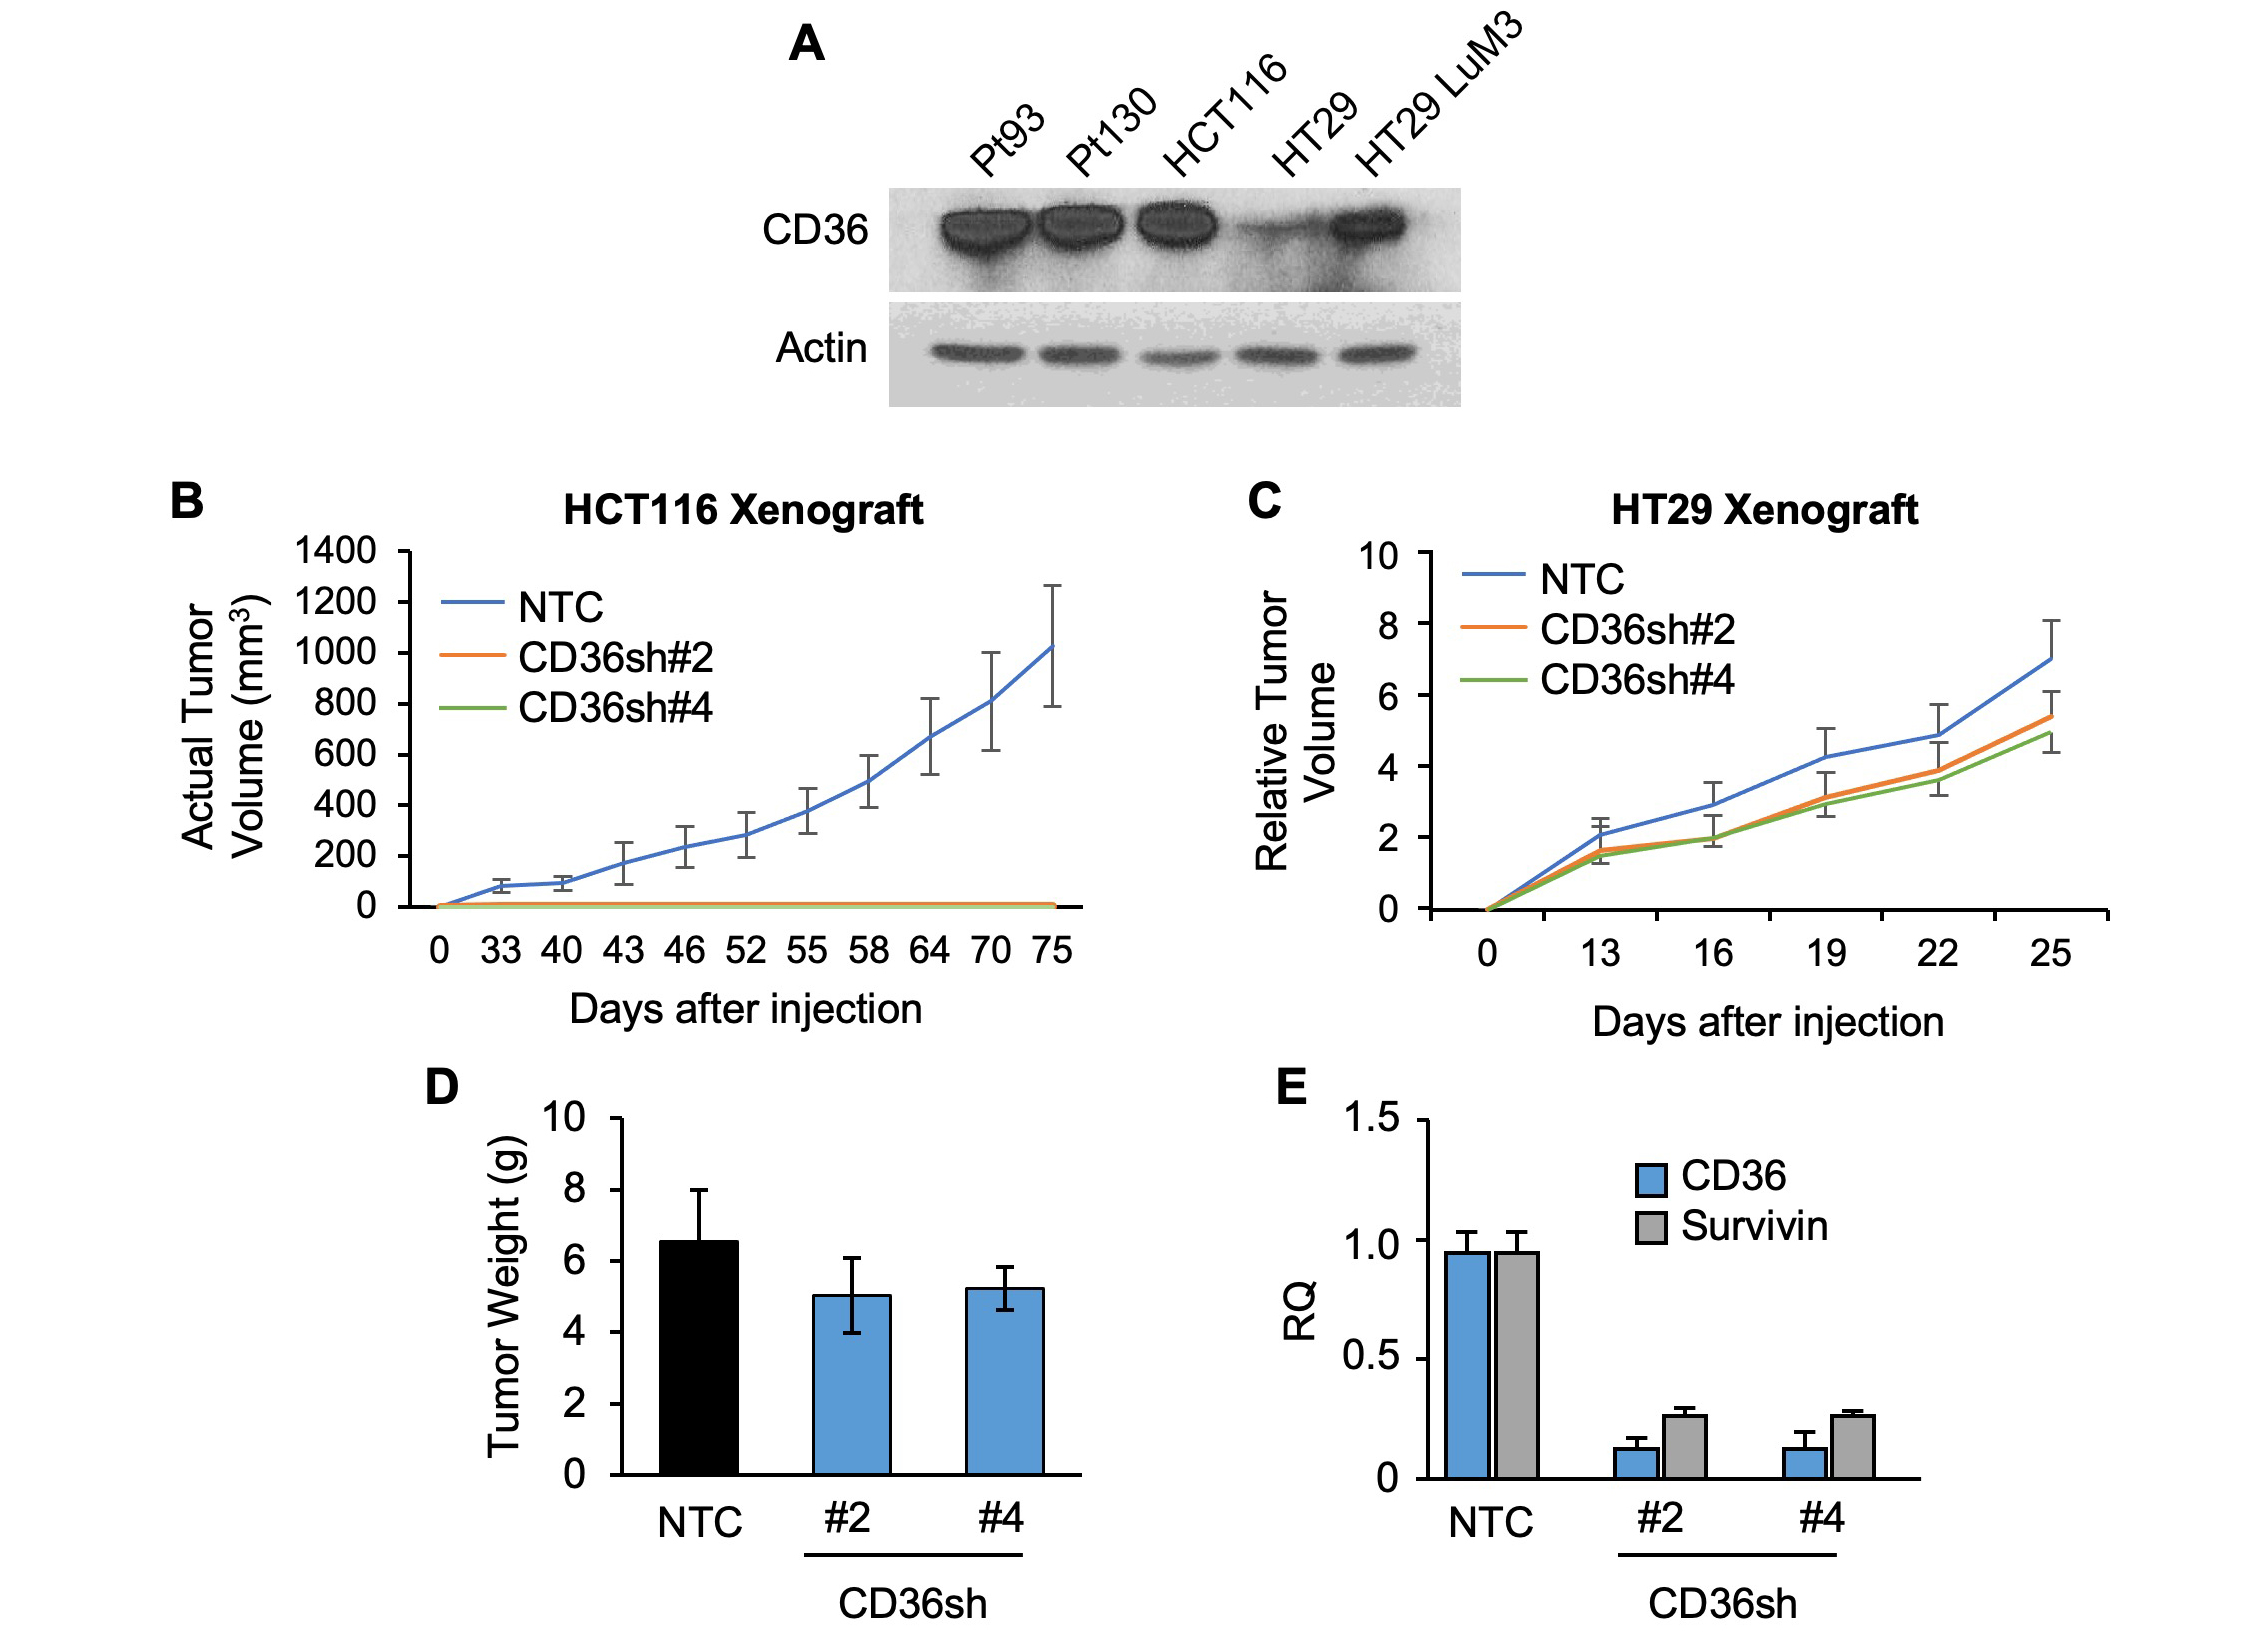 A
Pt93
Pt130
HCT116
HT29
HT29 LuM3
CD36
Actin
B
HCT116 Xenograft
Actual Tumor
Volume (mm³)
1400
1200
1000
800
600
400
200
0
NTC
CD36sh#2
CD36sh#4
0 33 40 43 46 52 55 58 64 70 75
Days after injection
C
HT29 Xenograft
Relative Tumor
Volume
10
8
6
4
2
0
NTC
CD36sh#2
CD36sh#4
0 13 16 19 22 25
Days after injection
D
Tumor Weight (g)
10
8
6
4
2
0
NTC #2 #4
CD36sh
E
RQ
1.5
1.0
0.5
0
CD36
Survivin
NTC #2 #4
CD36sh